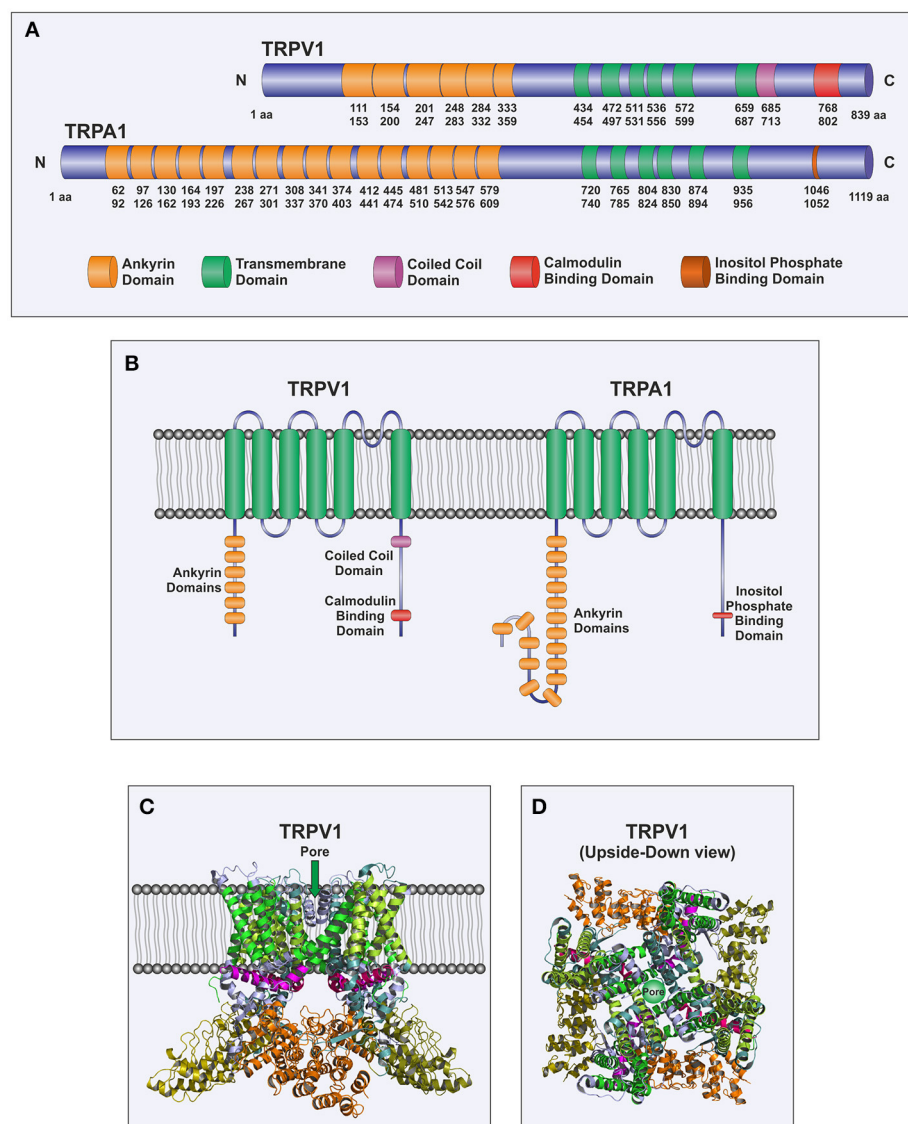 A
TRPV1
N
C
1 aa
111 154 201 248 284 333 434 472 511 536 572 659 685 768
153 200 247 283 332 359 454 497 531 556 599 687 713 802
839 aa
TRPA1
N
C
1 aa
62 97 130 164 197 238 271 308 341 374 412 445 481 513 547 579 720 765 804 830 874 935 1046
92 126 162 193 226 267 301 337 370 403 441 474 510 542 576 609 740 785 824 850 894 956 1052
1119 aa
Ankyrin
Domain
Transmembrane
Domain
Coiled Coil
Domain
Calmodulin
Binding Domain
Inositol Phosphate
Binding Domain
B
TRPV1
TRPA1
Ankyrin
Domains
Coiled Coil
Domain
Calmodulin
Binding
Domain
Ankyrin
Domains
Inositol
Phosphate
Binding
Domain
C
TRPV1
Pore
D
TRPV1
(Upside-Down view)
Pore